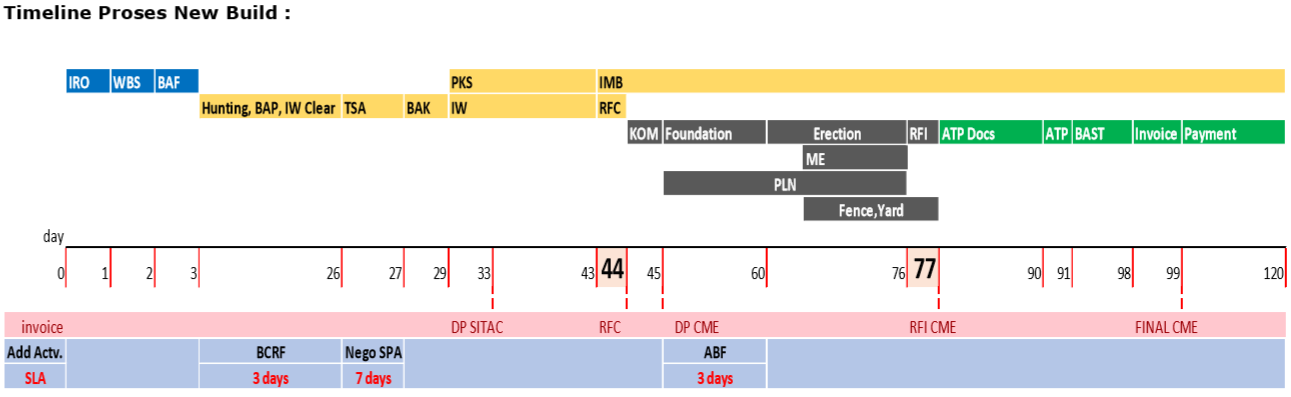 Timeline Proses New Build :
IRO WBS BAF PKS IMB
Hunting, BAP, IW Clear TSA BAK IW RFC
KOM Foundation Erection RFI ATP Docs ATP BAST Invoice Payment
ME
PLN
Fence,Yard
day
0 1 2 3 26 27 29 33 43 44 45 60 76 77 90 91 98 99 120
invoice DP SITAC RFC DP CME RFI CME FINAL CME
Add Actv. BCRF Nego SPA ABF
SLA 3 days 7 days 3 days